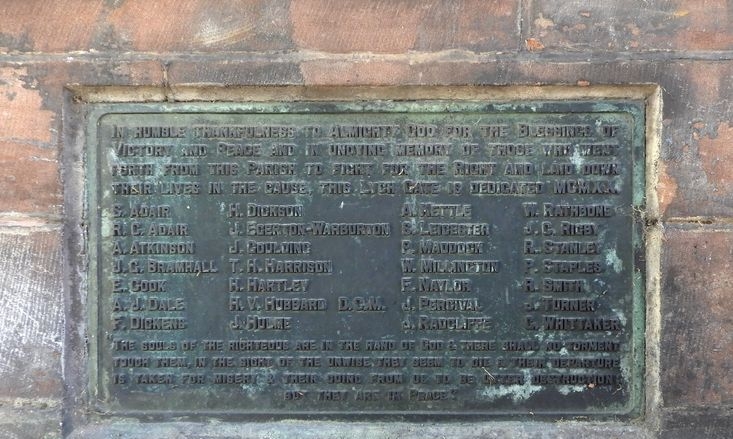 IN HUMBLE THANKFULNESS TO ALMIGHTY GOD FOR THE BLESSINGS OF
VICTORY AND PEACE AND IN UNDYING MEMORY OF THOSE WHO WENT
FORTH FROM THIS PARISH TO FIGHT FOR THE RIGHT AND LAID DOWN
THEIR LIVES IN THE CAUSE, THIS LYCH GATE IS DEDICATED
S. ADAIR H. DICKSON A. KETTLE W. RATHBONE
R. C. ADAIR J. EGERTON-WARBURTON S. LEICESTER J. C. RIGBY
A. ATKINSON J. GOULDING P. MADDOCK R. STANLEY
J. G. BRAMHALL T. H. HARRISON W. MILKINGTON P. STAPLES
E. COOK H. HARTLEY F. NAYLOR R. SMITH
A. J. DALE H. V. HUBBARD D.C.M. J. PERCIVAL J. TURNER
F. DICKENS J. HULME J. RADCLIFFE WHITTAKER
"THE SOULS OF THE RIGHTEOUS ARE IN THE HAND OF GOD & THERE SHALL NO TORMENT
TOUCH THEM, IN THE SIGHT OF THE UNWISE THEY SEEM TO DIE & THEIR DEPARTURE
IS TAKEN FOR MISERY & THEIR GOING FROM US TO BE UTTER DESTRUCTION:
BUT THEY ARE IN PEACE."